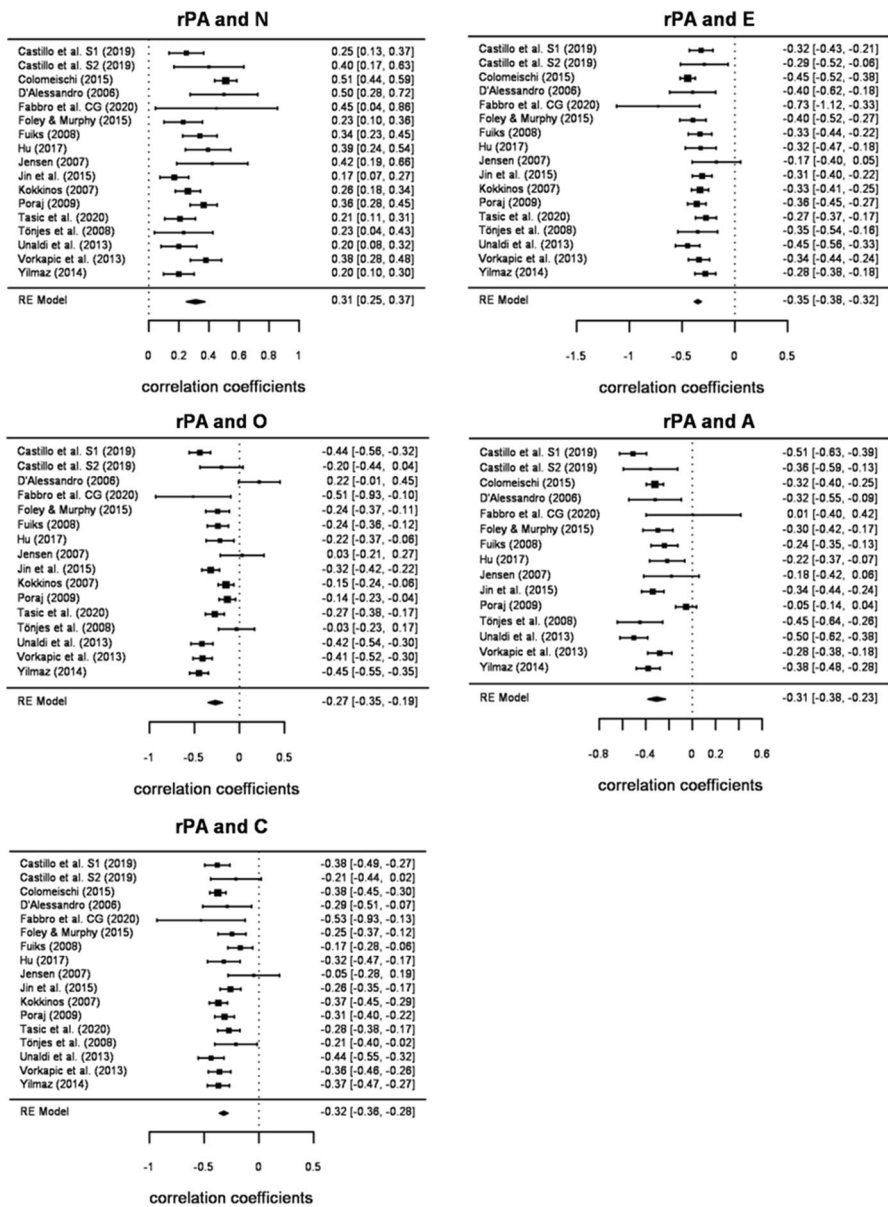 rPA and N
Castillo et al. S1 (2019) 0.25 [0.13, 0.37]
Castillo et al. S2 (2019) 0.40 [0.17, 0.63]
Colomeischi (2015) 0.51 [0.44, 0.59]
D'Alessandro (2006) 0.50 [0.28, 0.72]
Fabbro et al. CG (2020) 0.45 [0.04, 0.86]
Foley & Murphy (2015) 0.23 [0.10, 0.36]
Fuiks (2008) 0.34 [0.23, 0.45]
Hu (2017) 0.39 [0.24, 0.54]
Jensen (2007) 0.42 [0.19, 0.66]
Jin et al. (2015) 0.17 [0.07, 0.27]
Kokkinos (2007) 0.26 [0.18, 0.34]
Poraj (2009) 0.36 [0.28, 0.45]
Tasic et al. (2020) 0.21 [0.11, 0.31]
Tönjes et al. (2008) 0.23 [0.04, 0.43]
Unaldi et al. (2013) 0.20 [0.08, 0.32]
Vorkapic et al. (2013) 0.38 [0.28, 0.48]
Yilmaz (2014) 0.20 [0.10, 0.30]
RE Model 0.31 [0.25, 0.37]
0 0.2 0.4 0.6 0.8 1
correlation coefficients
rPA and E
Castillo et al. S1 (2019) -0.32 [-0.43, -0.21]
Castillo et al. S2 (2019) -0.29 [-0.52, -0.06]
Colomeischi (2015) -0.45 [-0.52, -0.38]
D'Alessandro (2006) -0.40 [-0.62, -0.18]
Fabbro et al. CG (2020) -0.73 [-1.12, -0.33]
Foley & Murphy (2015) -0.40 [-0.52, -0.27]
Fuiks (2008) -0.33 [-0.44, -0.22]
Hu (2017) -0.32 [-0.47, -0.18]
Jensen (2007) -0.17 [-0.40, 0.05]
Jin et al. (2015) -0.31 [-0.40, -0.22]
Kokkinos (2007) -0.33 [-0.41, -0.25]
Poraj (2009) -0.36 [-0.45, -0.27]
Tasic et al. (2020) -0.27 [-0.37, -0.17]
Tönjes et al. (2008) -0.35 [-0.54, -0.16]
Unaldi et al. (2013) -0.45 [-0.56, -0.33]
Vorkapic et al. (2013) -0.34 [-0.44, -0.24]
Yilmaz (2014) -0.28 [-0.38, -0.18]
RE Model -0.35 [-0.38, -0.32]
-1.5 -1 -0.5 0 0.5
correlation coefficients
rPA and O
Castillo et al. S1 (2019) -0.44 [-0.56, -0.32]
Castillo et al. S2 (2019) -0.20 [-0.44, 0.04]
D'Alessandro (2006) 0.22 [-0.01, 0.45]
Fabbro et al. CG (2020) -0.51 [-0.93, -0.10]
Foley & Murphy (2015) -0.24 [-0.37, -0.11]
Fuiks (2008) -0.24 [-0.36, -0.12]
Hu (2017) -0.22 [-0.37, -0.06]
Jensen (2007) 0.03 [-0.21, 0.27]
Jin et al. (2015) -0.32 [-0.42, -0.22]
Kokkinos (2007) -0.15 [-0.24, -0.06]
Poraj (2009) -0.14 [-0.23, -0.04]
Tasic et al. (2020) -0.27 [-0.38, -0.17]
Tönjes et al. (2008) -0.03 [-0.23, 0.17]
Unaldi et al. (2013) -0.42 [-0.54, -0.30]
Vorkapic et al. (2013) -0.41 [-0.52, -0.30]
Yilmaz (2014) -0.45 [-0.55, -0.35]
RE Model -0.27 [-0.35, -0.19]
-1 -0.5 0 0.5
correlation coefficients
rPA and A
Castillo et al. S1 (2019) -0.51 [-0.63, -0.39]
Castillo et al. S2 (2019) -0.36 [-0.59, -0.13]
Colomeischi (2015) -0.32 [-0.40, -0.25]
D'Alessandro (2006) -0.32 [-0.55, -0.09]
Fabbro et al. CG (2020) 0.01 [-0.40, 0.42]
Foley & Murphy (2015) -0.30 [-0.42, -0.17]
Fuiks (2008) -0.24 [-0.35, -0.13]
Hu (2017) -0.22 [-0.37, -0.07]
Jensen (2007) -0.18 [-0.42, 0.06]
Jin et al. (2015) -0.34 [-0.44, -0.24]
Poraj (2009) -0.05 [-0.14, 0.04]
Tönjes et al. (2008) -0.45 [-0.64, -0.26]
Unaldi et al. (2013) -0.50 [-0.62, -0.38]
Vorkapic et al. (2013) -0.28 [-0.38, -0.18]
Yilmaz (2014) -0.38 [-0.48, -0.28]
RE Model -0.31 [-0.38, -0.23]
-0.8 -0.4 0 0.2 0.6
correlation coefficients
rPA and C
Castillo et al. S1 (2019) -0.38 [-0.49, -0.27]
Castillo et al. S2 (2019) -0.21 [-0.44, 0.02]
Colomeischi (2015) -0.38 [-0.45, -0.30]
D'Alessandro (2006) -0.29 [-0.51, -0.07]
Fabbro et al. CG (2020) -0.53 [-0.93, -0.13]
Foley & Murphy (2015) -0.25 [-0.37, -0.12]
Fuiks (2008) -0.17 [-0.28, -0.06]
Hu (2017) -0.32 [-0.47, -0.17]
Jensen (2007) -0.05 [-0.28, 0.19]
Jin et al. (2015) -0.26 [-0.35, -0.17]
Kokkinos (2007) -0.37 [-0.45, -0.29]
Poraj (2009) -0.31 [-0.40, -0.22]
Tasic et al. (2020) -0.28 [-0.38, -0.17]
Tönjes et al. (2008) -0.21 [-0.40, -0.02]
Unaldi et al. (2013) -0.44 [-0.55, -0.32]
Vorkapic et al. (2013) -0.36 [-0.46, -0.26]
Yilmaz (2014) -0.37 [-0.47, -0.27]
RE Model -0.32 [-0.36, -0.28]
-1 -0.5 0 0.5
correlation coefficients